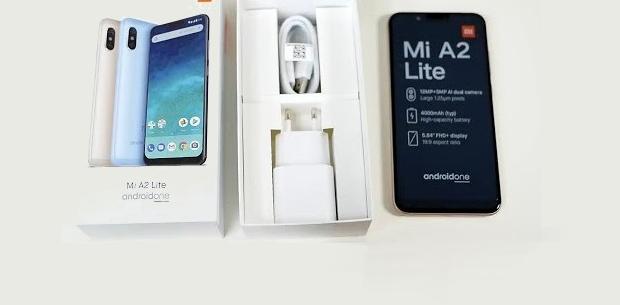 Mi A2 Lite
androidone
mi
Mi A2
Lite
12MP+5MP AI dual camera
Large 1.25μm pixels
4000mAh (typ)
High-capacity battery
5.84" FHD+ display
19:9 aspect ratio
androidone